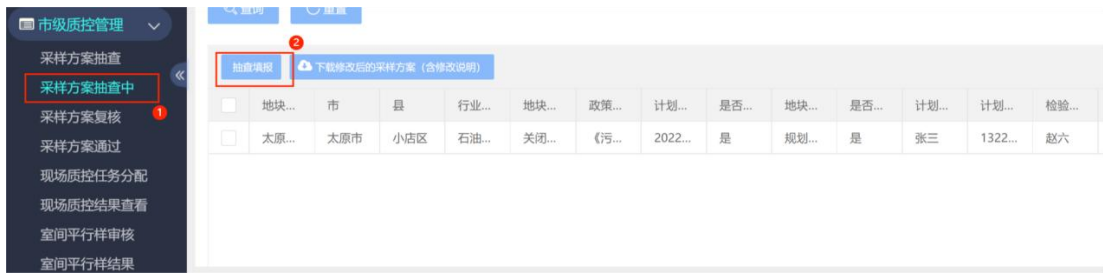 市级质控管理
采样方案抽查
采样方案抽查中
1
采样方案复核
采样方案通过
现场质控任务分配
现场质控结果查看
室间平行样审核
室间平行样结果
查询 重置
2
抽查填报 下载修改后的采样方案（含修改说明）
地块... 市 县 行业... 地块... 政策... 计划... 是否... 地块... 是否... 计划... 计划... 检验...
太原... 太原市 小店区 石油... 关闭... 《污... 2022... 是 规划... 是 张三 1322... 赵六